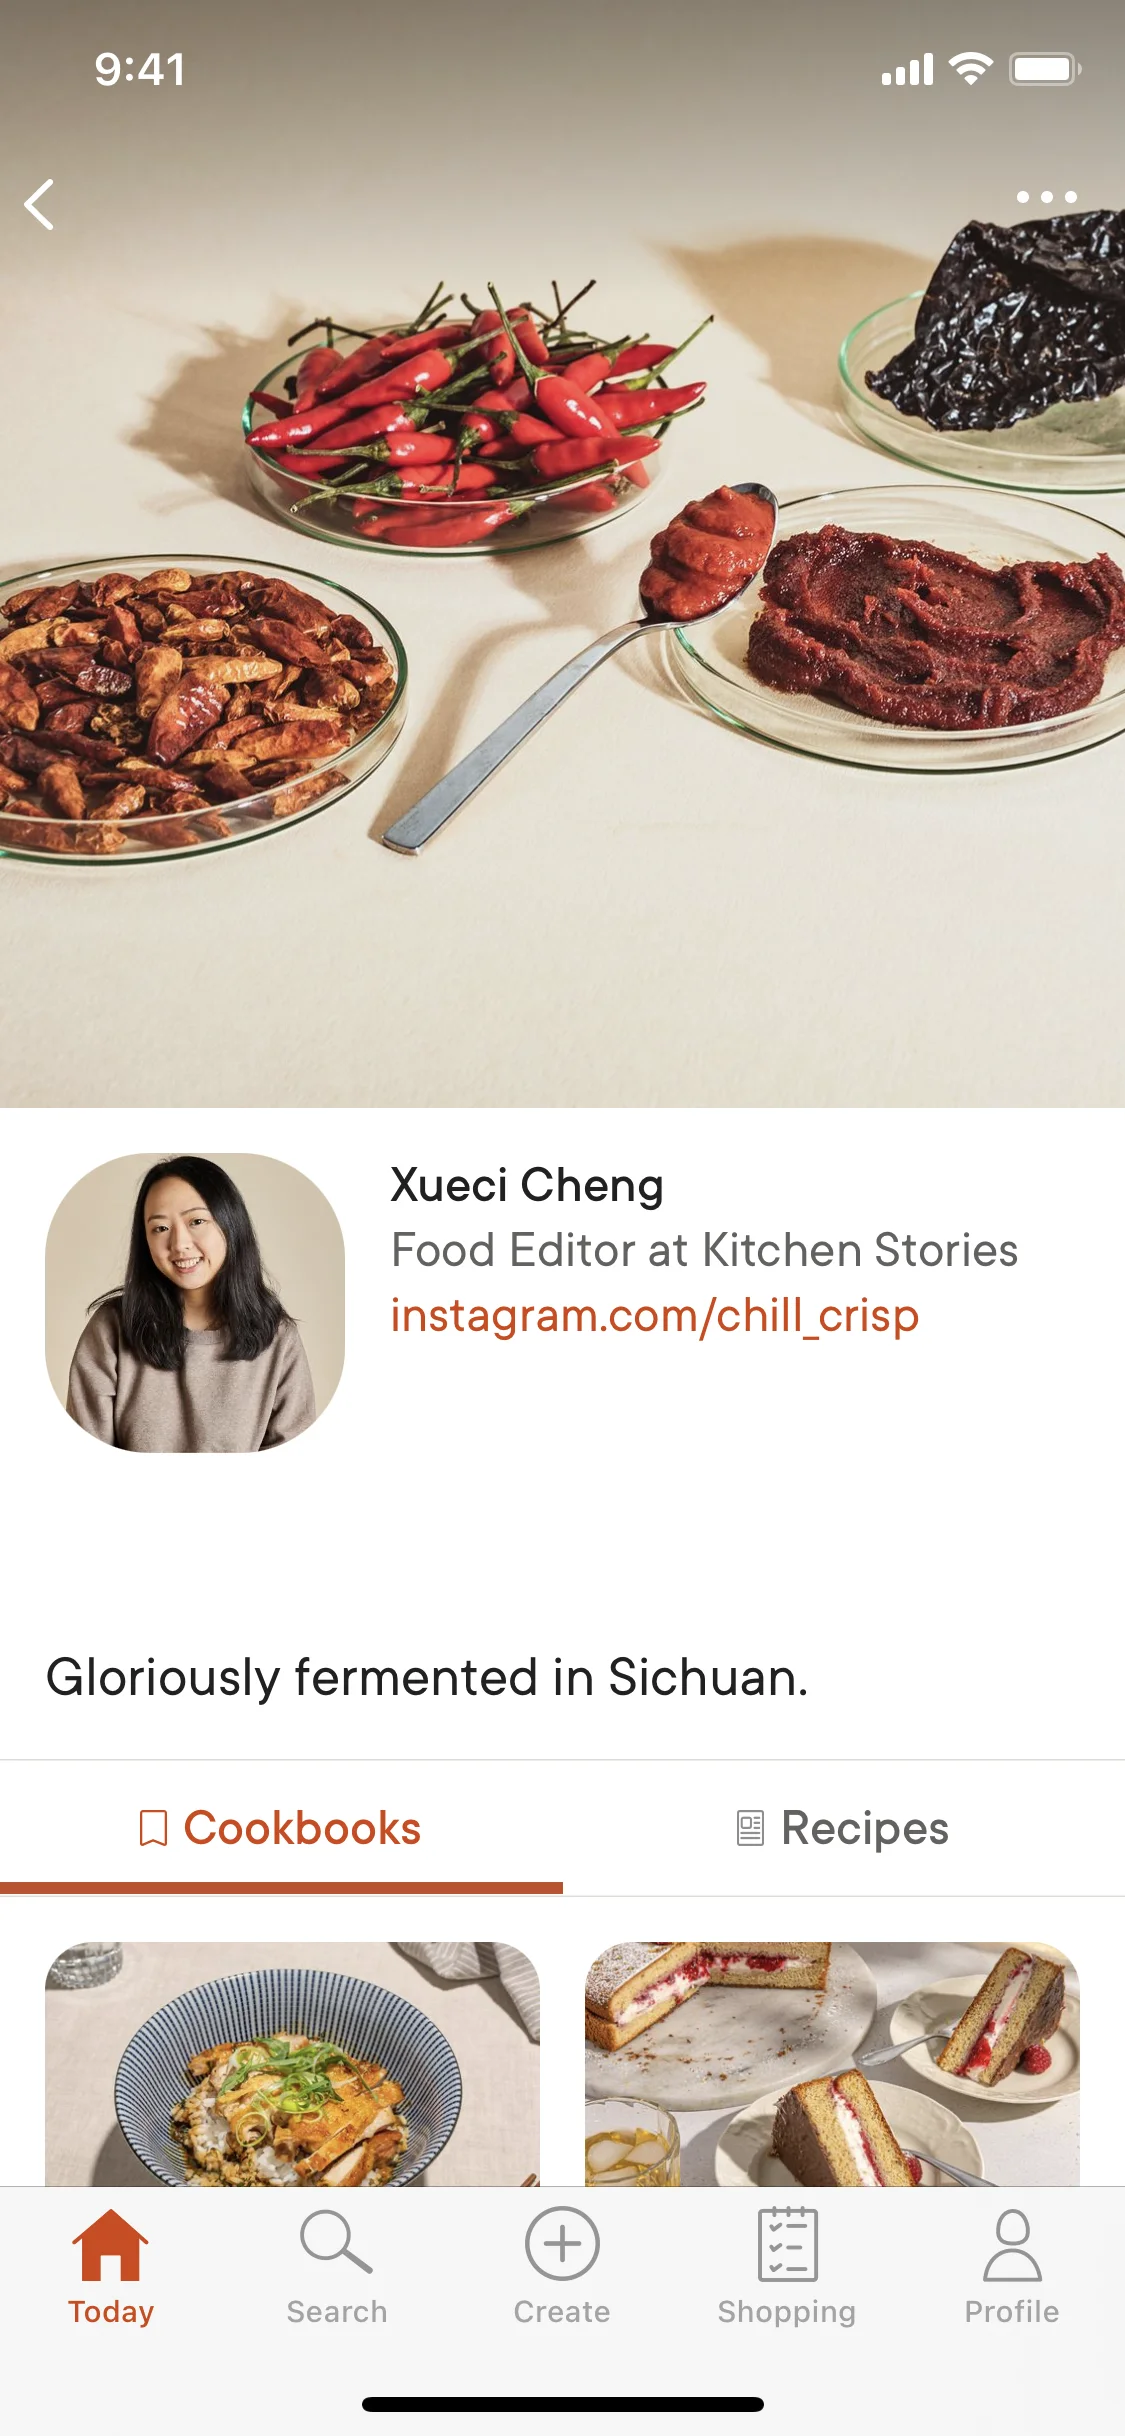 9:41
Xueci Cheng
Food Editor at Kitchen Stories
instagram.com/chill_crisp
Gloriously fermented in Sichuan.
Cookbooks
Recipes
Today
Search
Create
Shopping
Profile